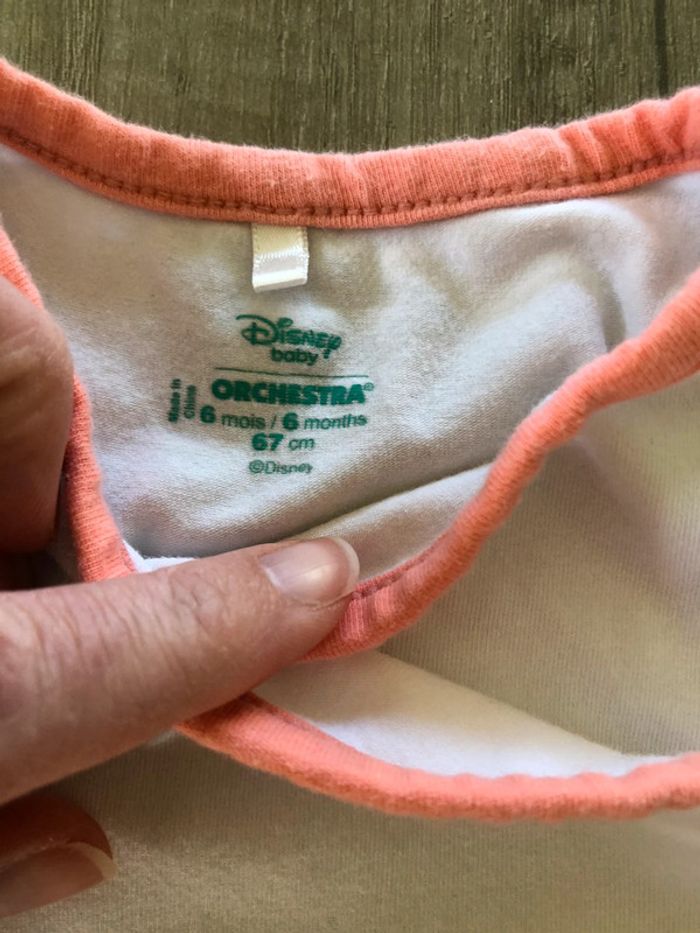 Disney
baby
ORCHESTRA®
Made in
China
6 mois / 6 months
67 cm
©Disney